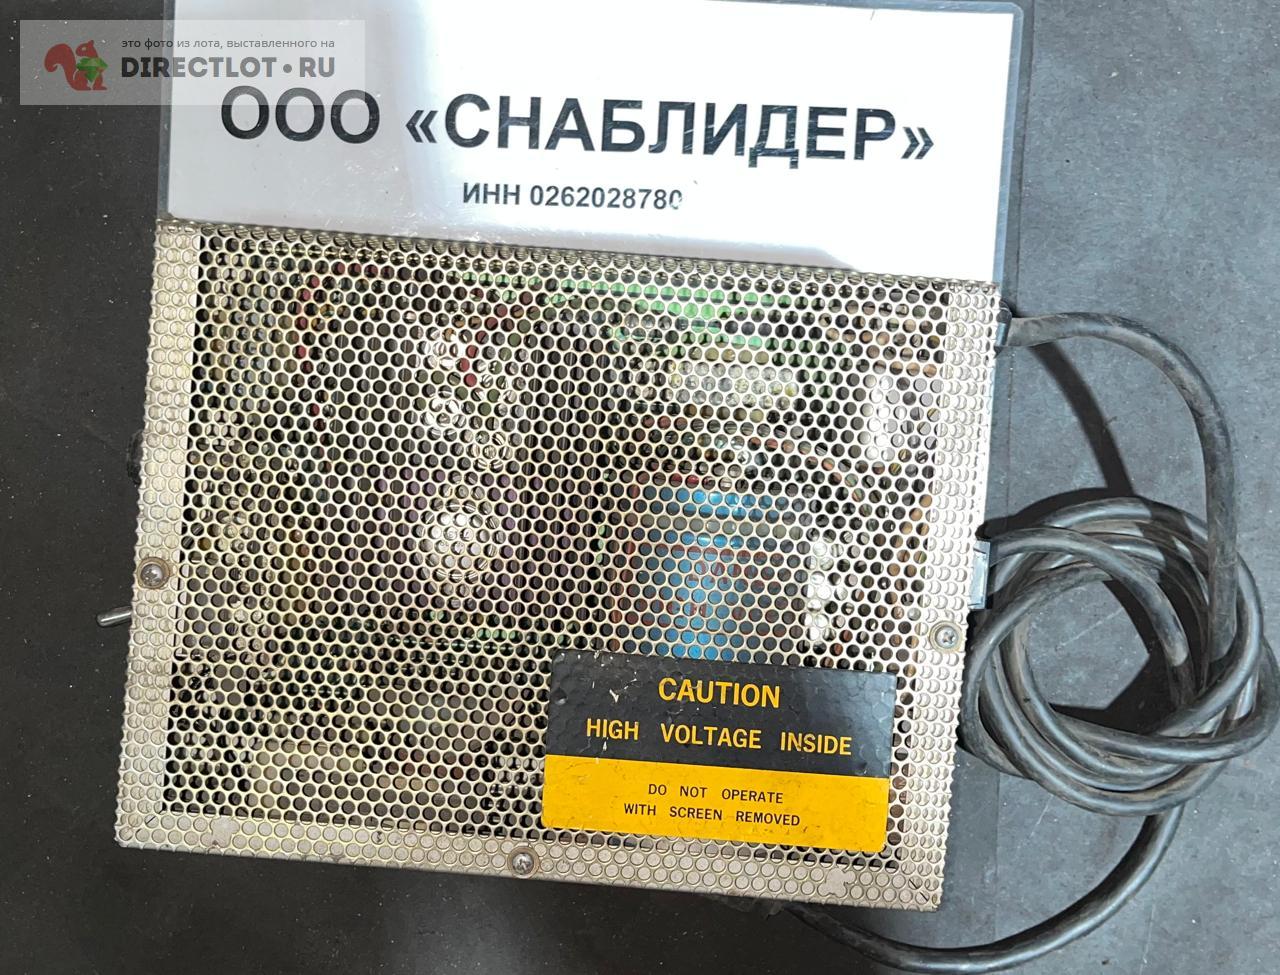 это фото из лота, выставленного на
DIRECTLOT•RU
ООО «СНАБЛИДЕР»
ИНН 0262028780
CAUTION
HIGH VOLTAGE INSIDE
DO NOT OPERATE
WITH SCREEN REMOVED